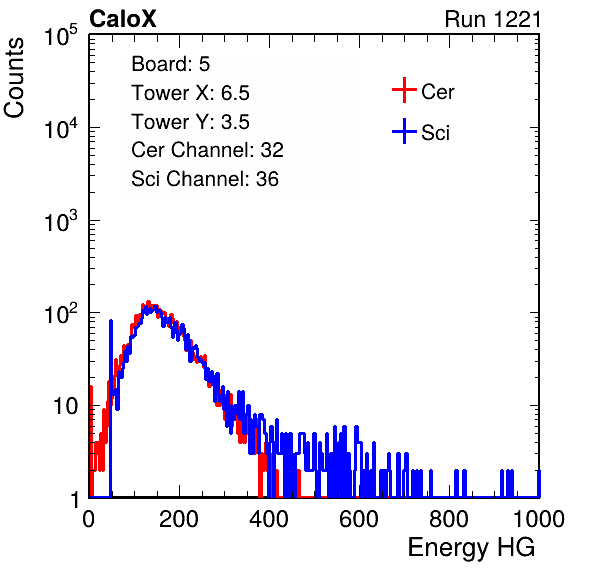 CaloX Run 1221
Counts
Board: 5
Tower X: 6.5
Tower Y: 3.5
Cer Channel: 32
Sci Channel: 36
Cer
Sci
10^5
10^4
10^3
10^2
10
1
0 200 400 600 800 1000
Energy HG